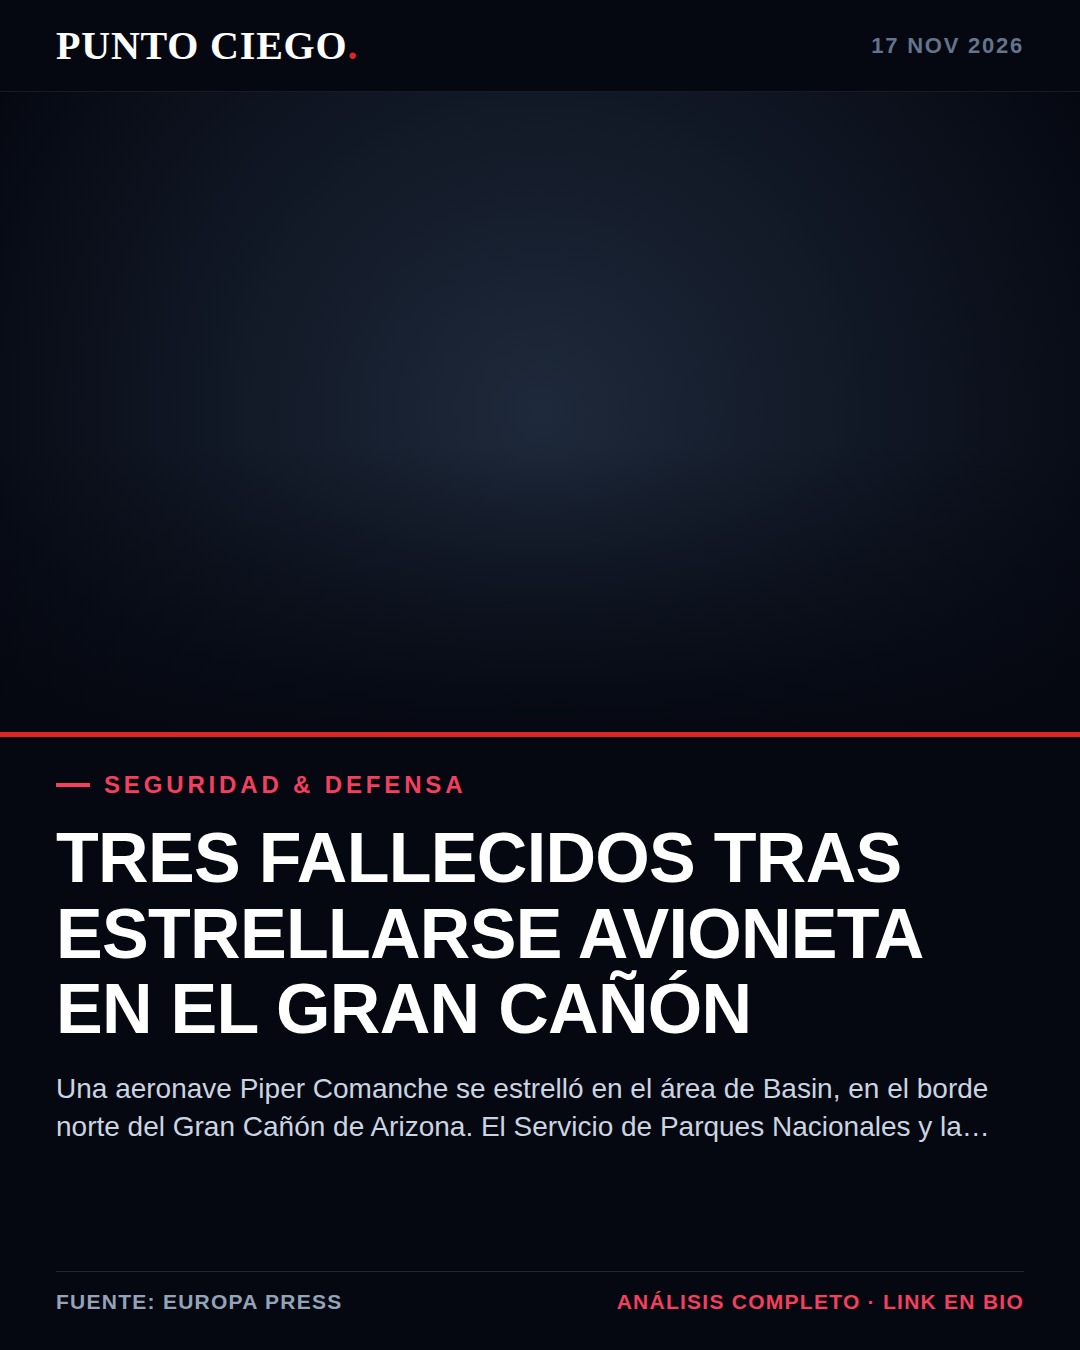 PUNTO CIEGO.
17 NOV 2026
SEGURIDAD & DEFENSA
TRES FALLECIDOS TRAS
ESTRELLARSE AVIONETA
EN EL GRAN CAÑÓN
Una aeronave Piper Comanche se estrelló en el área de Basin, en el borde
norte del Gran Cañón de Arizona. El Servicio de Parques Nacionales y la…
FUENTE: EUROPA PRESS
ANÁLISIS COMPLETO · LINK EN BIO